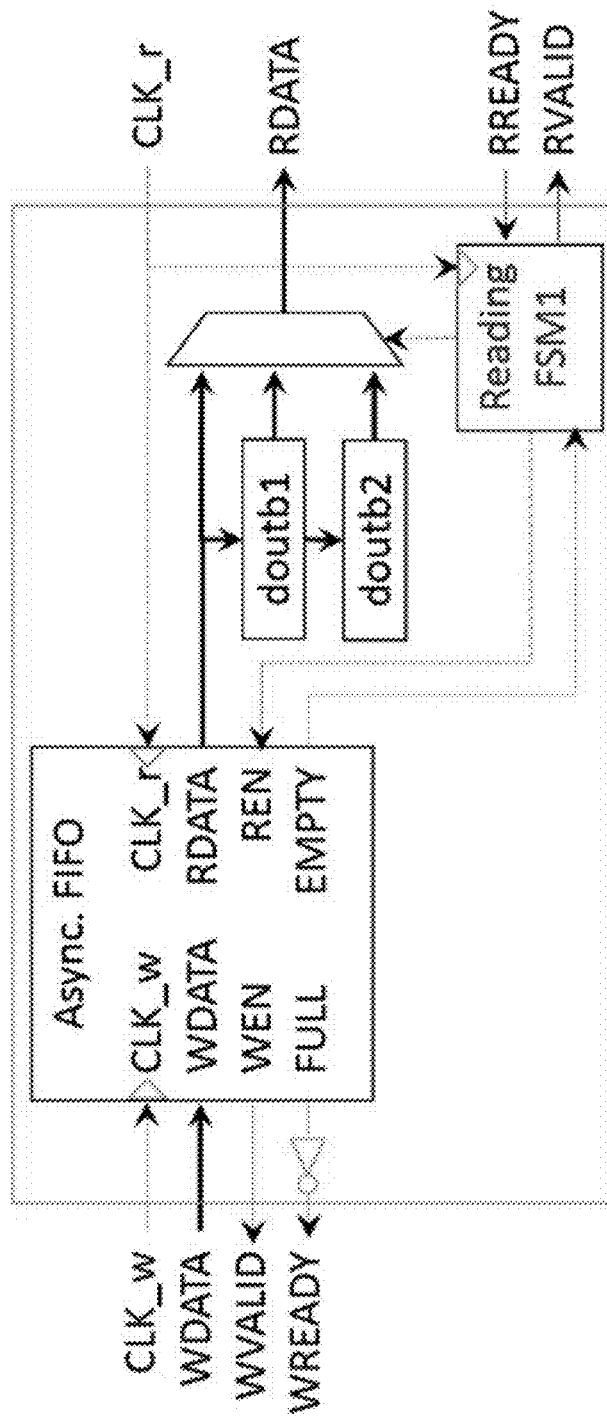 CLK_w
WDATA
WVALID
WREADY
Async. FIFO
CLK_w CLK_r
WDATA RDATA
WEN REN
FULL EMPTY
doutb1
doutb2
Reading
FSM1
CLK_r
RDATA
RREADY
RVALID